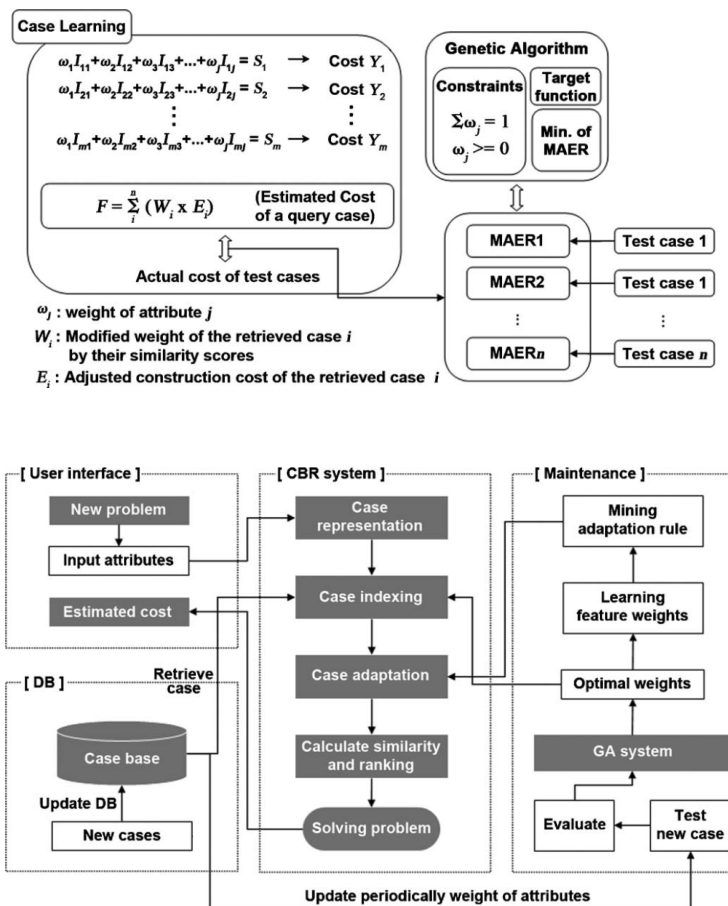 Case Learning
ω₁I₁₁+ω₂I₁₂+ω₃I₁₃+...+ωⱼI₁ⱼ = S₁ → Cost Y₁
ω₁I₂₁+ω₂I₂₂+ω₃I₂₃+...+ωⱼI₂ⱼ = S₂ → Cost Y₂
⋮ ⋮
ω₁Iₘ₁+ω₂Iₘ₂+ω₃Iₘ₃+...+ωⱼIₘⱼ = Sₘ → Cost Yₘ
F = Σᵢⁿ (Wᵢ x Eᵢ) (Estimated Cost
of a query case)
Actual cost of test cases
ωⱼ : weight of attribute j
Wᵢ : Modified weight of the retrieved case i
by their similarity scores
Eᵢ : Adjusted construction cost of the retrieved case i
Genetic Algorithm
Constraints
Σωⱼ = 1
ωⱼ >= 0
Target
function
Min. of
MAER
MAER1
Test case 1
MAER2
Test case 1
⋮ ⋮
MAERn
Test case n
[ User interface ]
New problem
Input attributes
Estimated cost
[ DB ]
Retrieve
case
Case base
Update DB
New cases
[ CBR system ]
Case
representation
Case indexing
Case adaptation
Calculate similarity
and ranking
Solving problem
[ Maintenance ]
Mining
adaptation rule
Learning
feature weights
Optimal weights
GA system
Evaluate
Test
new case
Update periodically weight of attributes